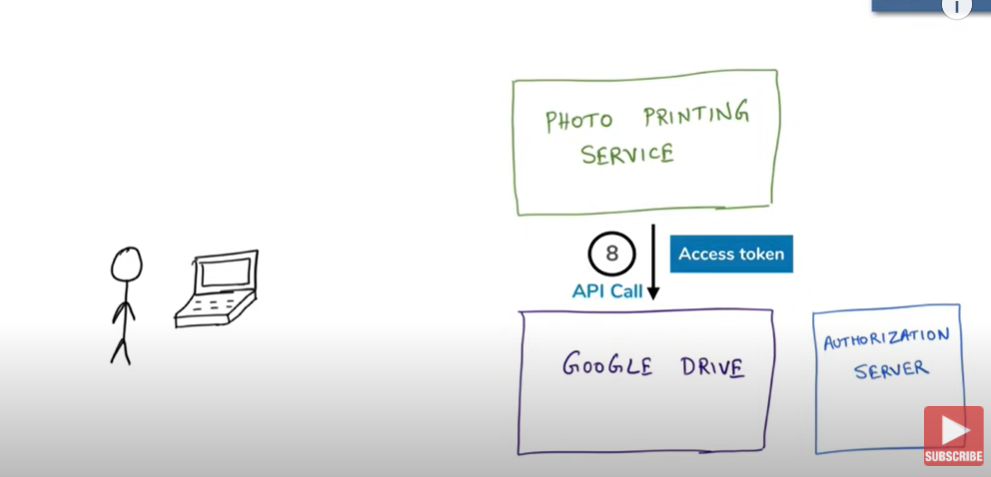 i
PHOTO PRINTING
SERVICE
8
Access token
API Call
GOOGLE DRIVE
AUTHORIZATION
SERVER
SUBSCRIBE